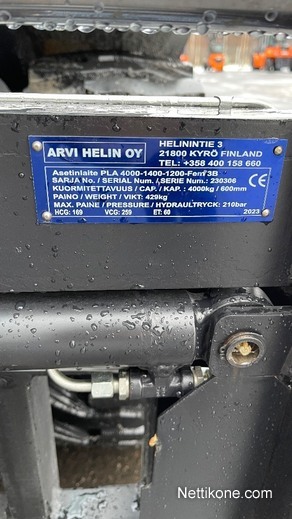 ARVI HELIN OY
HELININTIE 3
21800 KYRÖ FINLAND
TEL: +358 400 158 660
Asetinlaite PLA 4000-1400-1200-Fem 3B
SARJA No. / SERIAL Num. / SERIE Num.: 230306
KUORMITETTAVUUS / CAP. / KAP. : 4000kg / 600mm
PAINO / WEIGHT / VIKT: 429kg
MAX. PAINE / PRESSURE / HYDRAULTRYCK: 210bar
HCG: 169 VCG: 259 ET: 60 2023
CE
Nettikone.com